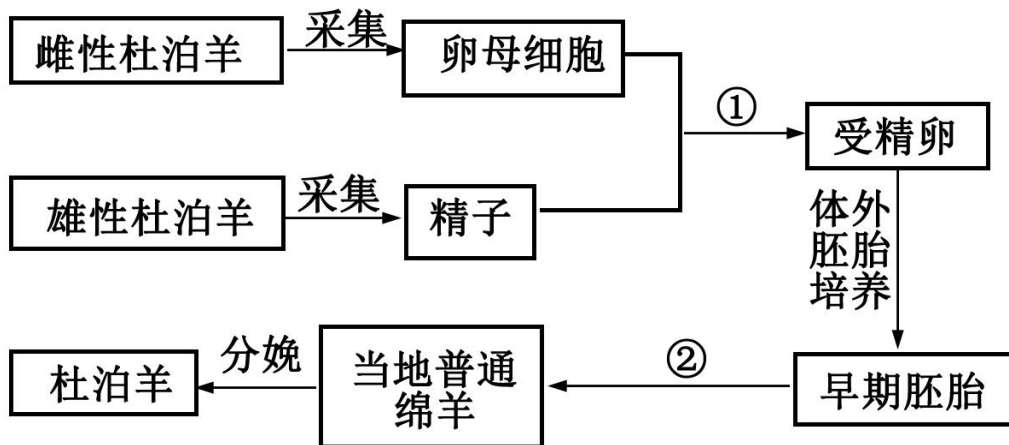 雌性杜泊羊
采集
卵母细胞
①
受精卵
雄性杜泊羊
采集
精子
体外
胚胎
培养
杜泊羊
分娩
当地普通
绵羊
②
早期胚胎